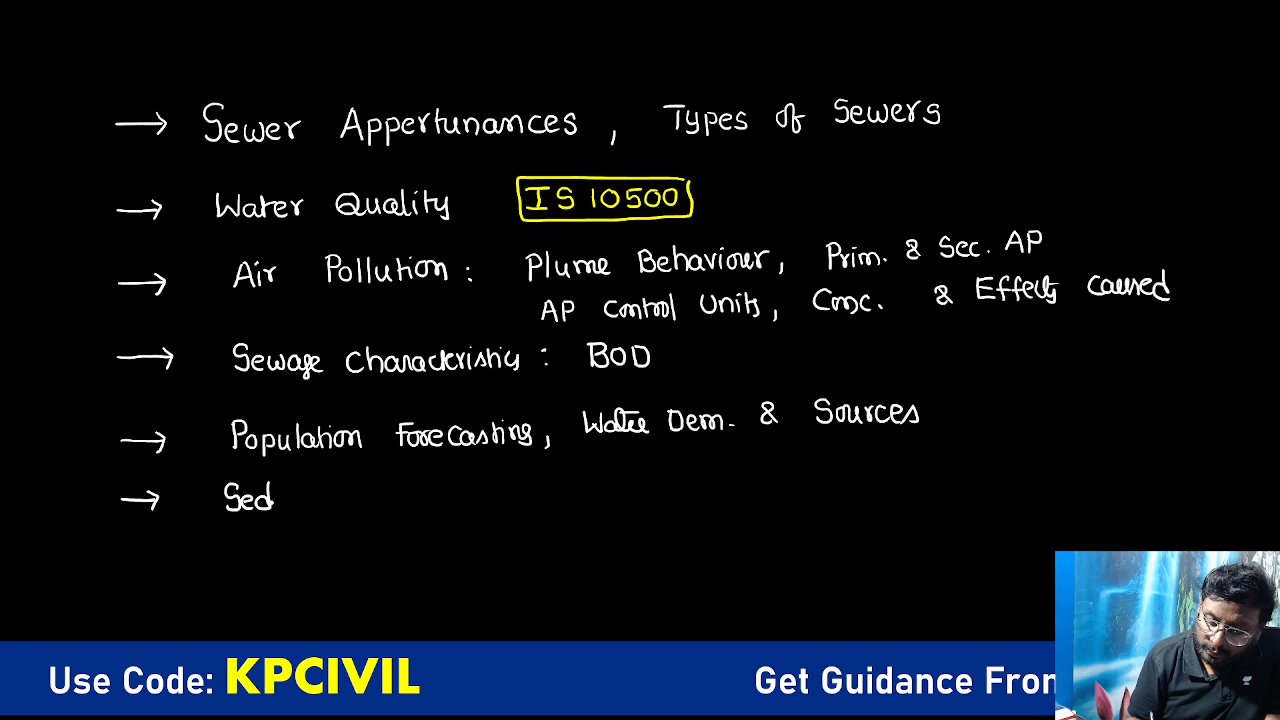 → Sewer Appertunances, Types of Sewers
→ Water Quality IS 10500
→ Air Pollution: Plume Behaviour, Prim. & Sec. AP
AP Control Units, Conc. & Effects caused
→ Sewage Characteristics: BOD
→ Population Forecasting, Water Dem. & Sources
→ Sed
Use Code: KPCIVIL Get Guidance From